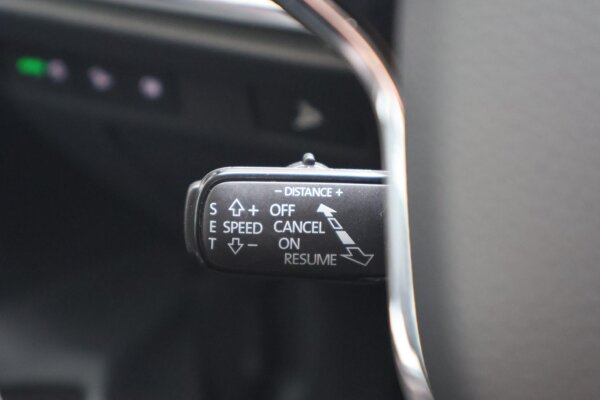 - DISTANCE +
S + OFF
E SPEED CANCEL
T - ON
RESUME